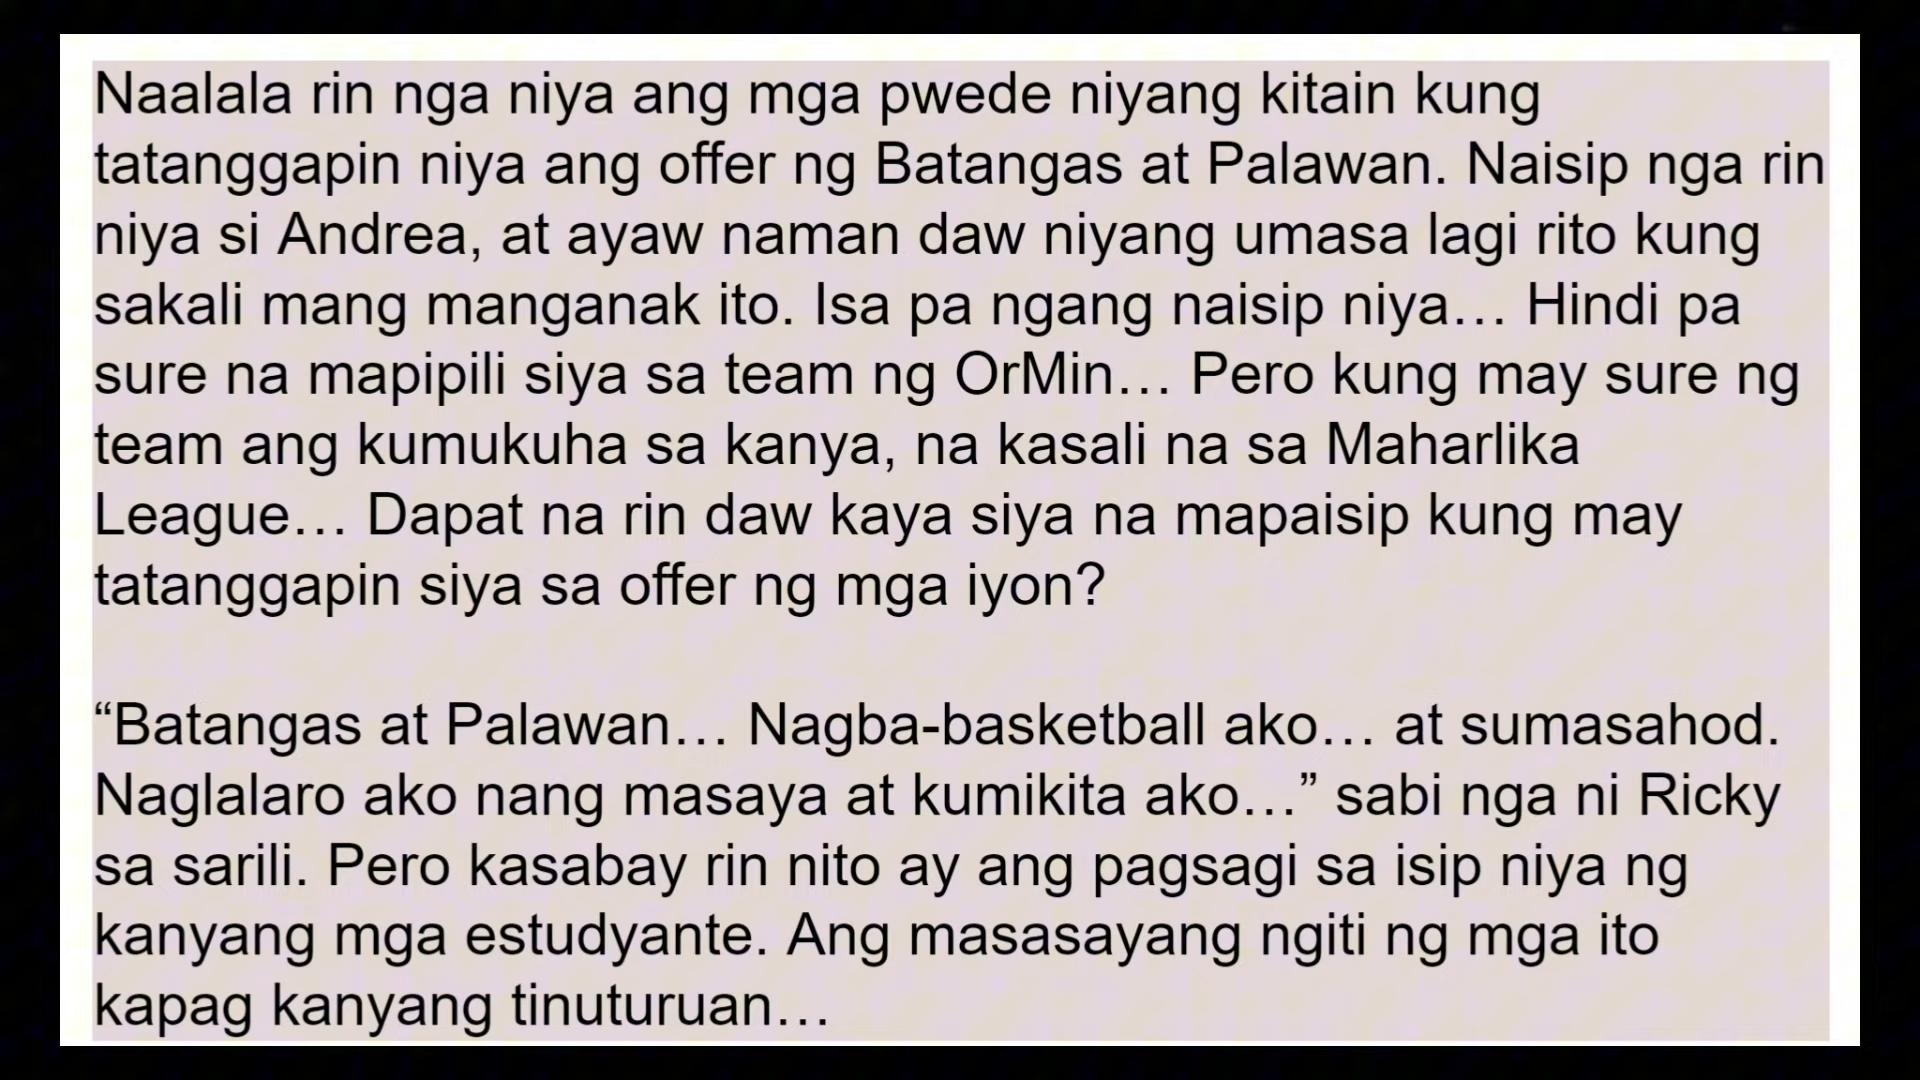 Naalala rin nga niya ang mga pwede niyang kitain kung
tatanggapin niya ang offer ng Batangas at Palawan. Naisip nga rin
niya si Andrea, at ayaw naman daw niyang umasa lagi rito kung
sakali mang manganak ito. Isa pa ngang naisip niya… Hindi pa
sure na mapipili siya sa team ng OrMin… Pero kung may sure ng
team ang kumukuha sa kanya, na kasali na sa Maharlika
League… Dapat na rin daw kaya siya na mapaisip kung may
tatanggapin siya sa offer ng mga iyon?
“Batangas at Palawan… Nagba-basketball ako… at sumasahod.
Naglalaro ako nang masaya at kumikita ako…” sabi nga ni Ricky
sa sarili. Pero kasabay rin nito ay ang pagsagi sa isip niya ng
kanyang mga estudyante. Ang masasayang ngiti ng mga ito
kapag kanyang tinuturuan…